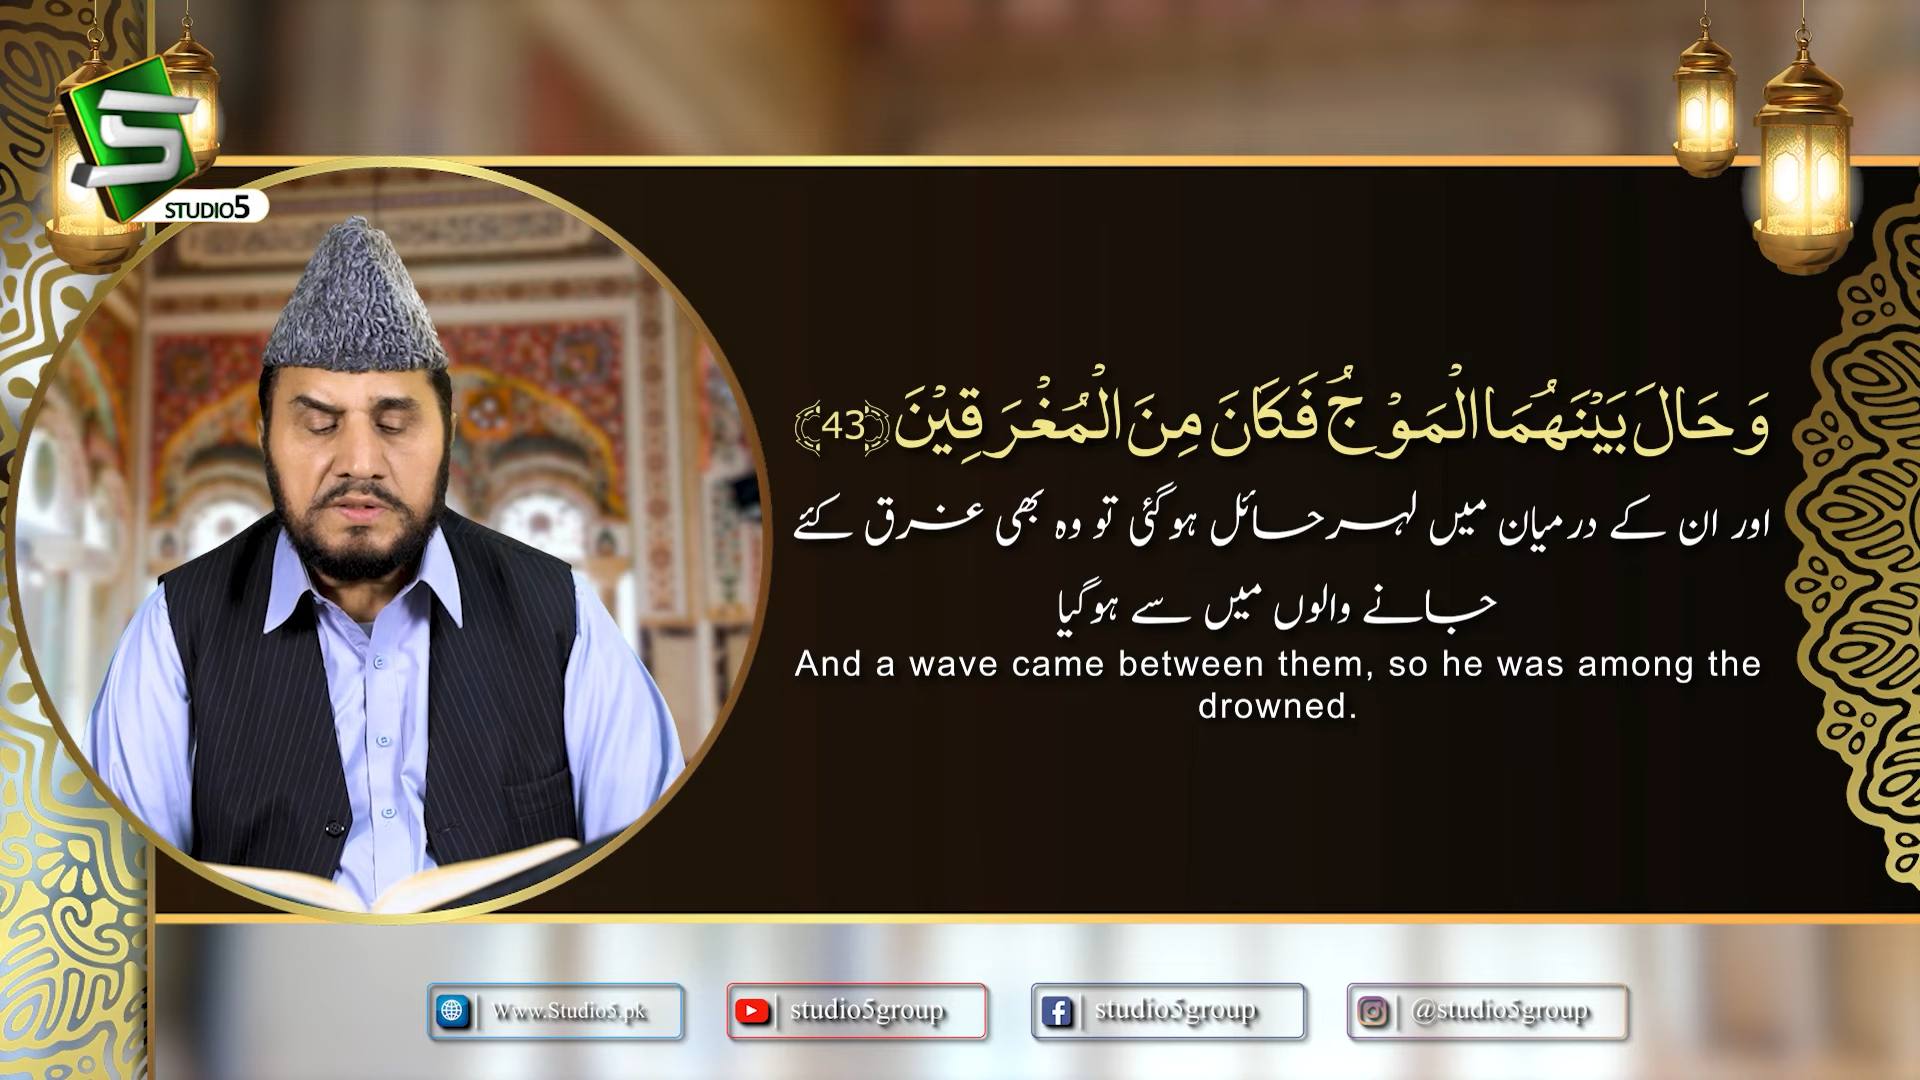 STUDIO5
وَحَالَ بَيْنَهُمَا الْمَوْجُ فَكَانَ مِنَ الْمُغْرَقِيْنَ ﴿43﴾
اور ان کے درمیان میں لہر حائل ہوگئی تو وہ بھی غرق کئے
جانے والوں میں سے ہوگیا
And a wave came between them, so he was among the
drowned.
Www.Studio5.pk
studio5group
studio5group
@studio5group